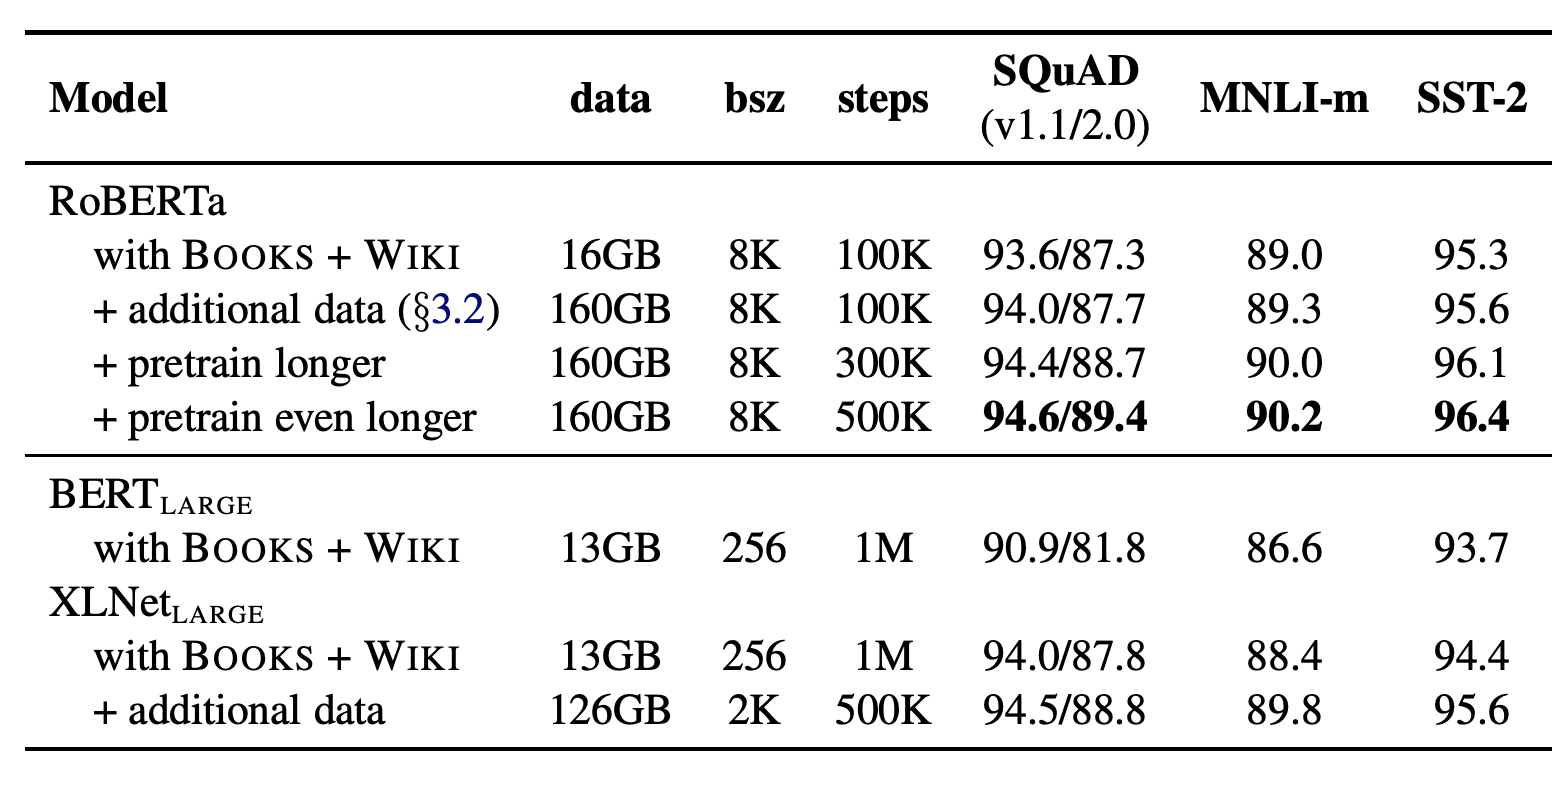 Model data bsz steps SQuAD (v1.1/2.0) MNLI-m SST-2
RoBERTa
with BOOKS + WIKI 16GB 8K 100K 93.6/87.3 89.0 95.3
+ additional data (§3.2) 160GB 8K 100K 94.0/87.7 89.3 95.6
+ pretrain longer 160GB 8K 300K 94.4/88.7 90.0 96.1
+ pretrain even longer 160GB 8K 500K 94.6/89.4 90.2 96.4
BERTLARGE
with BOOKS + WIKI 13GB 256 1M 90.9/81.8 86.6 93.7
XLNetLARGE
with BOOKS + WIKI 13GB 256 1M 94.0/87.8 88.4 94.4
+ additional data 126GB 2K 500K 94.5/88.8 89.8 95.6